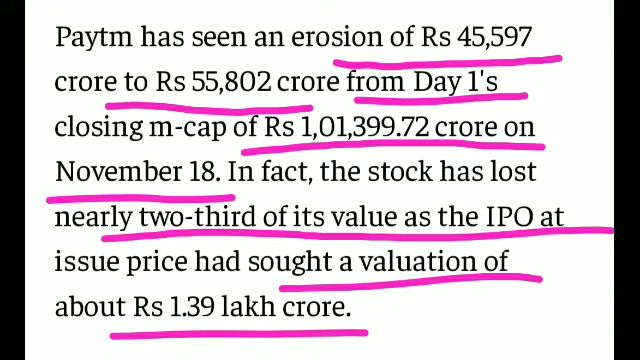 Paytm has seen an erosion of Rs 45,597
crore to Rs 55,802 crore from Day 1's
closing m-cap of Rs 1,01,399.72 crore on
November 18. In fact, the stock has lost
nearly two-third of its value as the IPO at
issue price had sought a valuation of
about Rs 1.39 lakh crore.